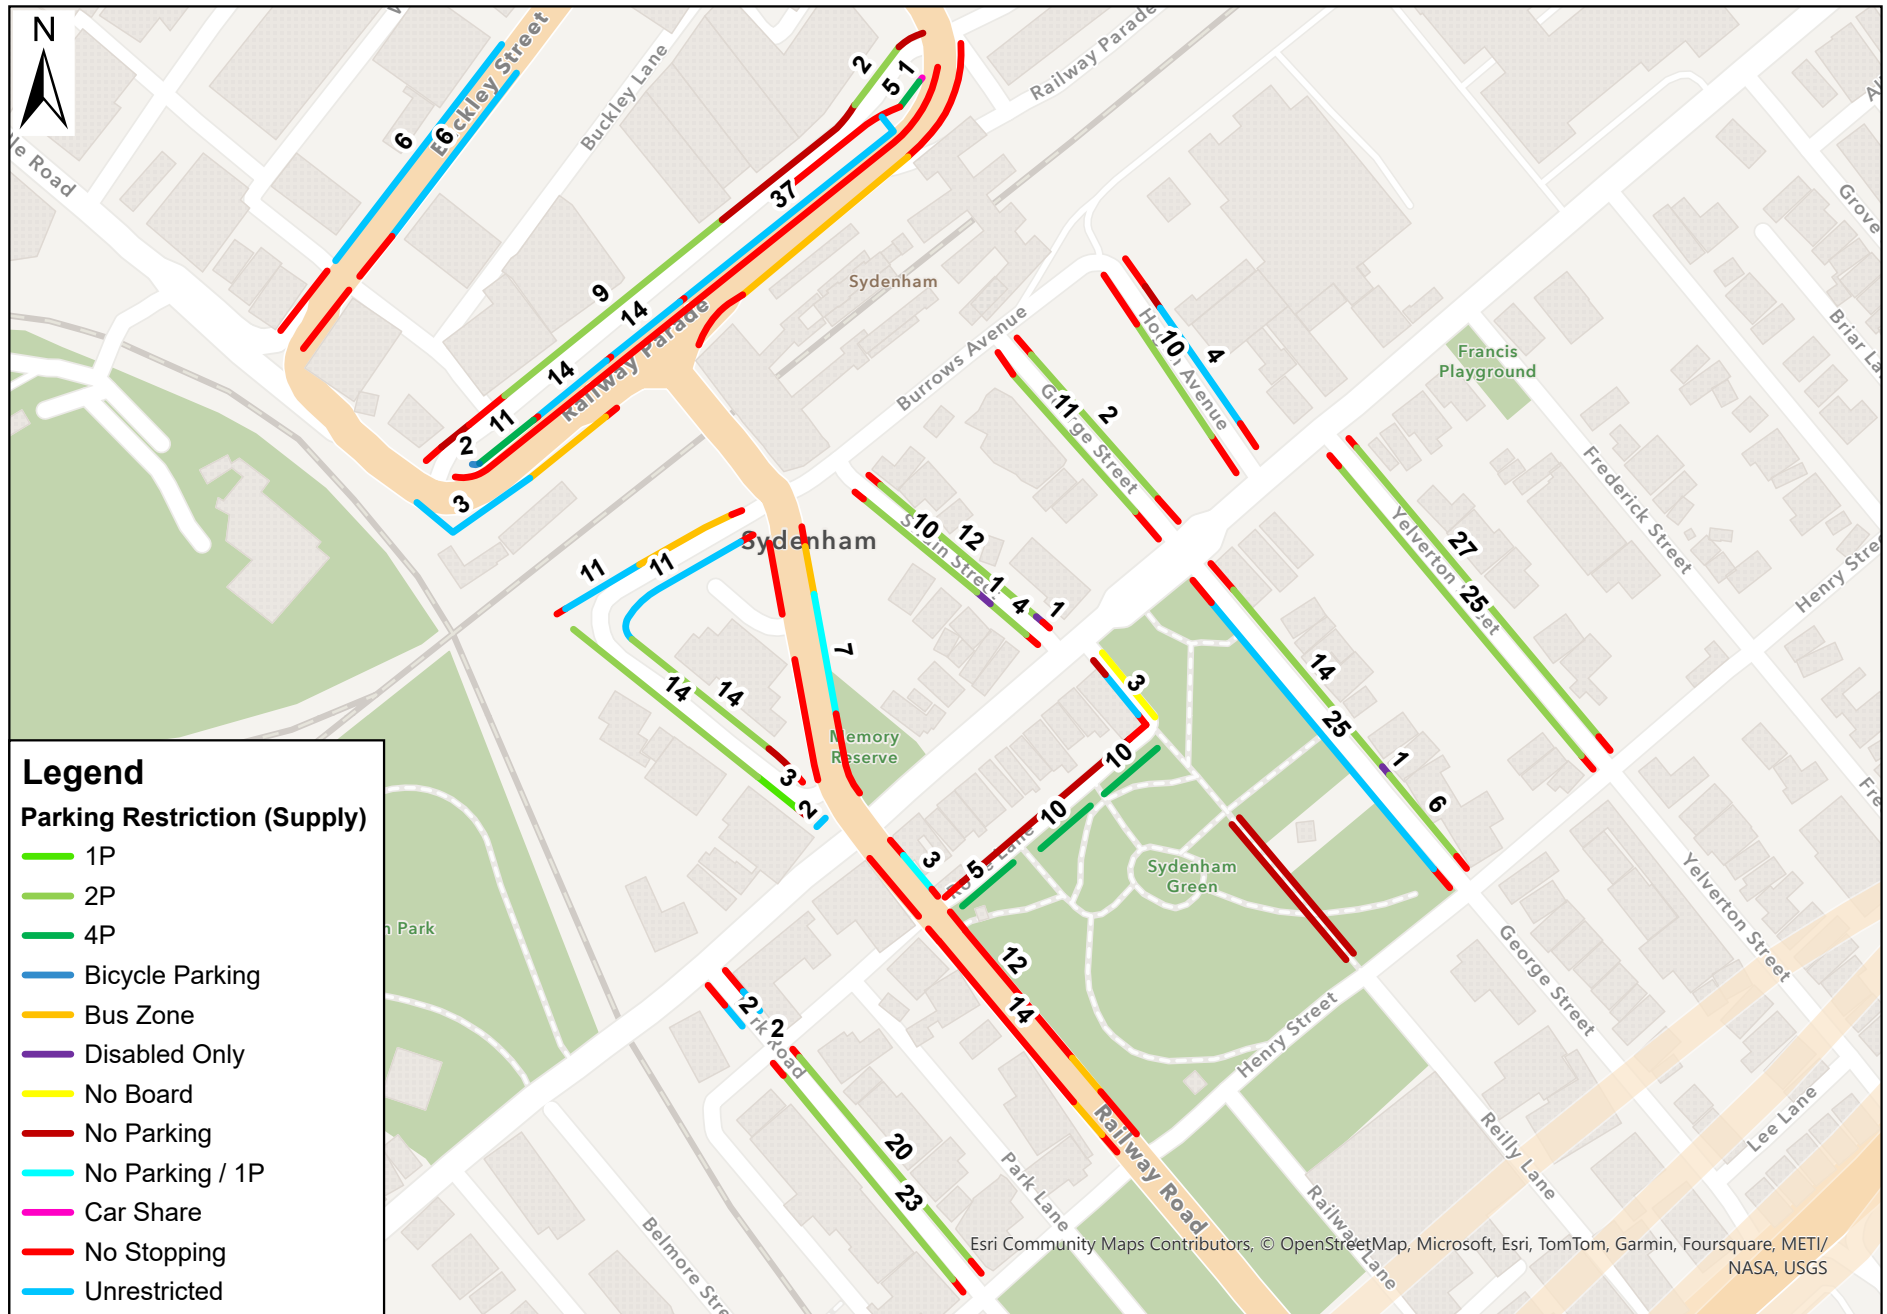 N
Buckley Lane
Railway Parade
2
1
5
6
6
37
9
14
14
11
2
3
Railway Parade
Sydenham
Burrows Avenue
Hogan Avenue
10
4
George Street
11
2
Francis
Playground
Grove
Frederick Street
Henry Street
Yelverton Street
27
25
Sydenham
10
12
1
4
1
11
11
14
14
3
2
7
Memory
Reserve
3
10
10
5
3
14
25
1
6
Sydenham
Green
12
14
Henry Street
George Street
Yelverton Street
Reilly Lane
Lee Lane
Railway Lane
Railway Road
Park Lane
2
2
20
23
Legend
Parking Restriction (Supply)
1P
2P
4P
Bicycle Parking
Bus Zone
Disabled Only
No Board
No Parking
No Parking / 1P
Car Share
No Stopping
Unrestricted
Esri Community Maps Contributors, © OpenStreetMap, Microsoft, Esri, TomTom, Garmin, Foursquare, METI/
NASA, USGS